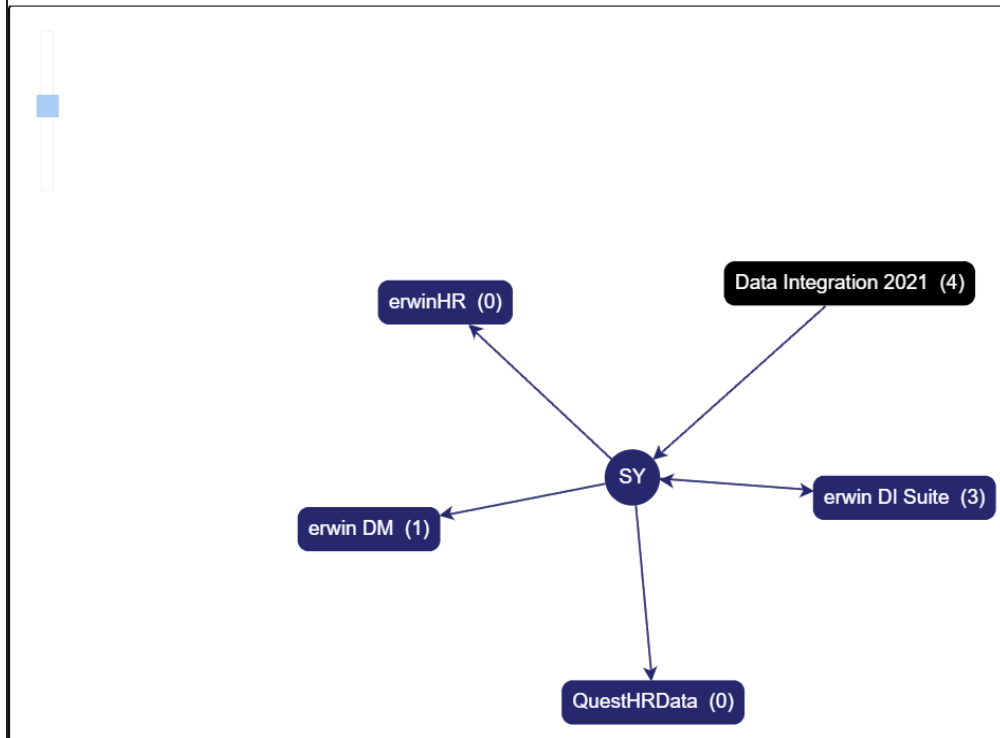 Data Integration 2021 (4)
erwinHR (0)
SY
erwin DI Suite (3)
erwin DM (1)
QuestHRData (0)